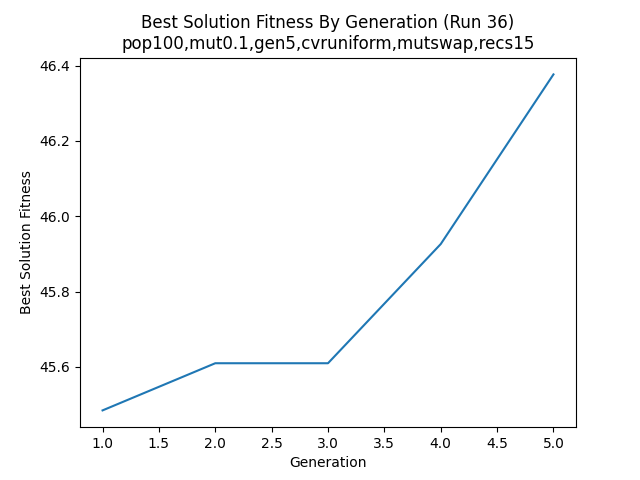 Best Solution Fitness By Generation (Run 36)
pop100,mut0.1,gen5,cvruniform,mutswap,recs15
46.4
46.2
46.0
45.8
45.6
Best Solution Fitness
1.0 1.5 2.0 2.5 3.0 3.5 4.0 4.5 5.0
Generation